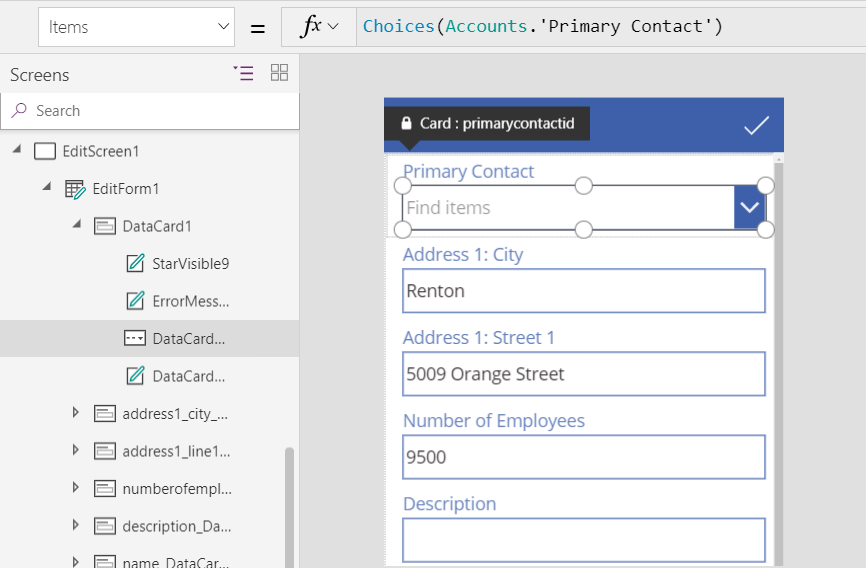 Items
=
fx
Choices(Accounts.'Primary Contact')
Screens
Search
EditScreen1
EditForm1
DataCard1
StarVisible9
ErrorMess...
DataCard...
DataCard...
address1_city_...
address1_line1...
numberofempl...
description_Da...
name_DataCar...
Card : primarycontactid
Primary Contact
Find items
Address 1: City
Renton
Address 1: Street 1
5009 Orange Street
Number of Employees
9500
Description